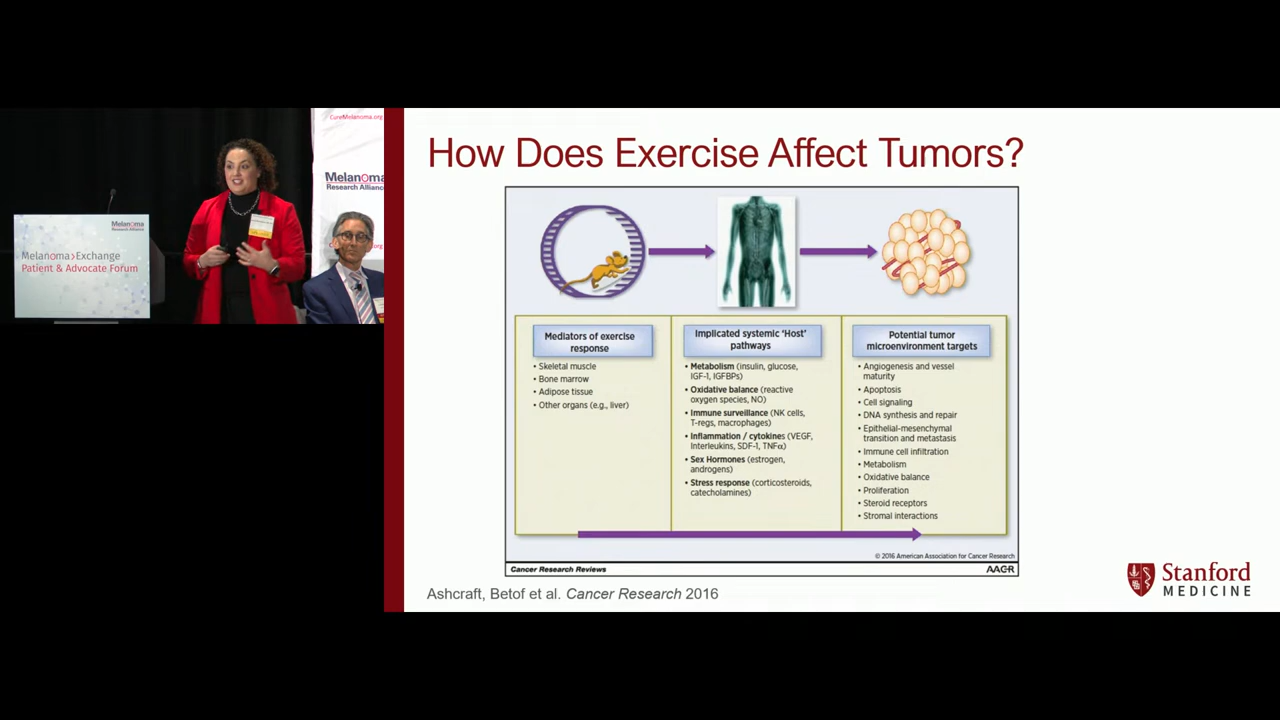 CureMelanoma.org
Melanoma
Research Alliance
Melanoma
Research Alliance
Melanoma>Exchange
Patient & Advocate Forum
How Does Exercise Affect Tumors?
Mediators of exercise
response
• Skeletal muscle
• Bone marrow
• Adipose tissue
• Other organs (e.g., liver)
Implicated systemic ‘Host’
pathways
• Metabolism (insulin, glucose,
IGF-1, IGFBPs)
• Oxidative balance (reactive
oxygen species, NO)
• Immune surveillance (NK cells,
T-regs, macrophages)
• Inflammation / cytokines (VEGF,
Interleukins, SDF-1, TNFα)
• Sex Hormones (estrogen,
androgens)
• Stress response (corticosteroids,
catecholamines)
Potential tumor
microenvironment targets
• Angiogenesis and vessel
maturity
• Apoptosis
• Cell signaling
• DNA synthesis and repair
• Epithelial-mesenchymal
transition and metastasis
• Immune cell infiltration
• Metabolism
• Oxidative balance
• Proliferation
• Steroid receptors
• Stromal interactions
© 2016 American Association for Cancer Research
Cancer Research Reviews
AACR
Ashcraft, Betof et al. Cancer Research 2016
Stanford
MEDICINE